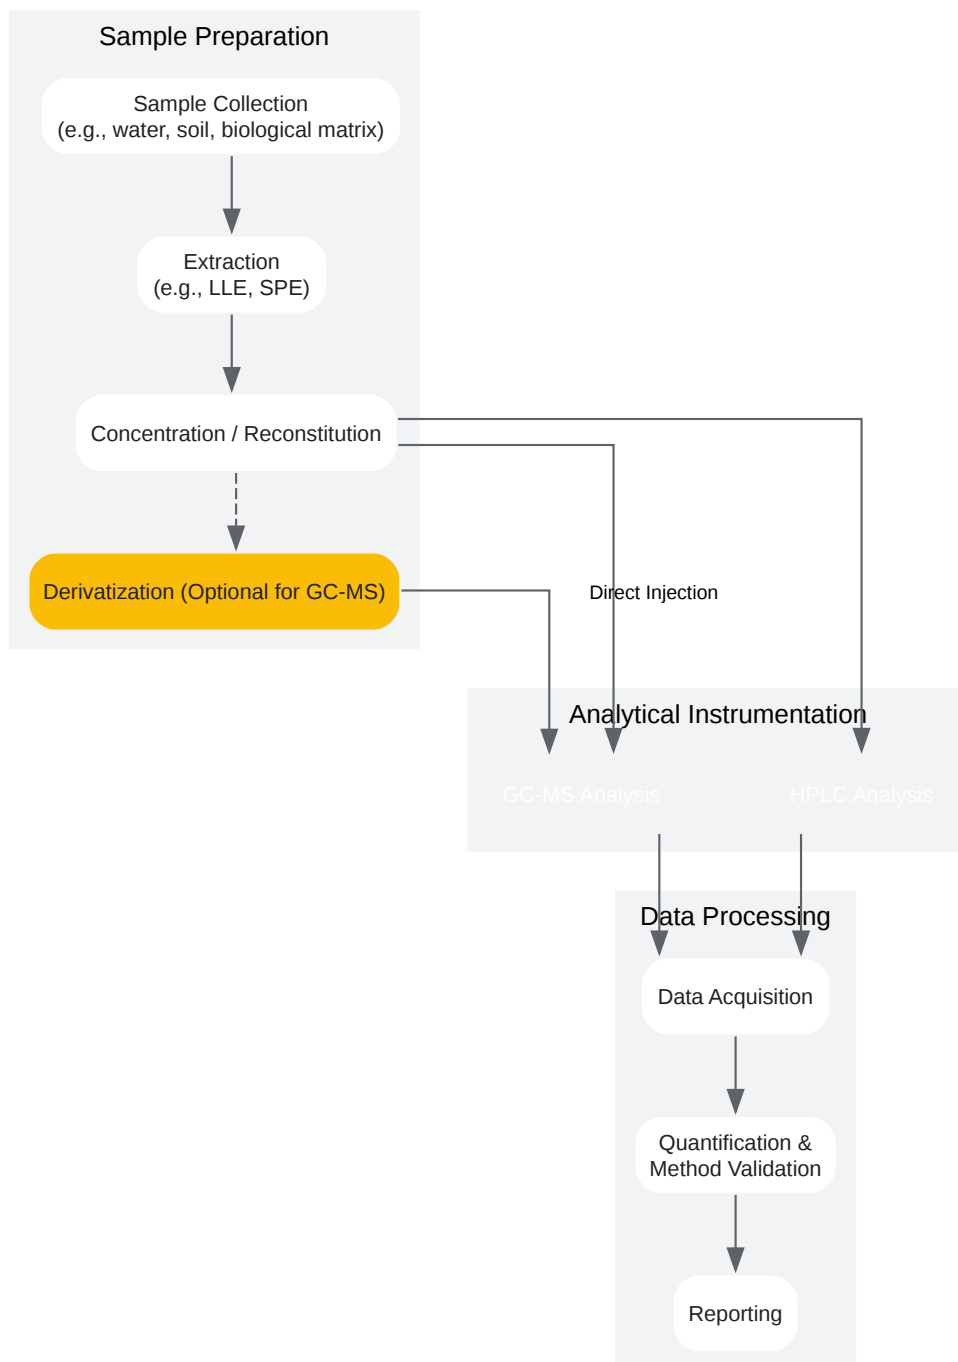 Sample Preparation
Sample Collection
(e.g., water, soil, biological matrix)
Extraction
(e.g., LLE, SPE)
Concentration / Reconstitution
Derivatization (Optional for GC-MS)
Direct Injection
Analytical Instrumentation
GC-MS Analysis
HPLC Analysis
Data Processing
Data Acquisition
Quantification &
Method Validation
Reporting